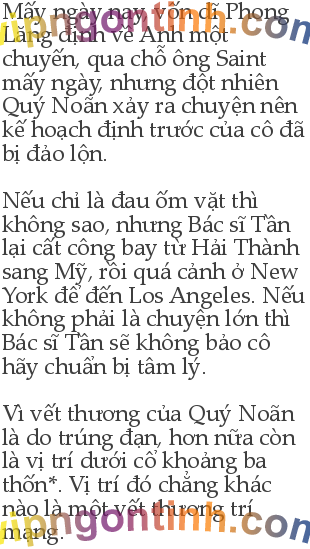 Mấy ngày nay, vốn dĩ Phong
Lăng định về Anh một
chuyến, qua chỗ ông Saint
mấy ngày, nhưng đột nhiên
Quý Noãn xảy ra chuyện nên
kế hoạch định trước của cô đã
bị đảo lộn.
Nếu chỉ là đau ốm vặt thì
không sao, nhưng Bác sĩ Tần
lại cất công bay từ Hải Thành
sang Mỹ, rồi quá cảnh ở New
York để đến Los Angeles. Nếu
không phải là chuyện lớn thì
Bác sĩ Tần sẽ không bảo cô
hãy chuẩn bị tâm lý.
Vì vết thương của Quý Noãn
là do trúng đạn, hơn nữa còn
là vị trí dưới cổ khoảng ba
thốn*. Vị trí đó chẳng khác
nào là một vết thương trí
mạng.
vipngontinh.com
vipngontinh.com